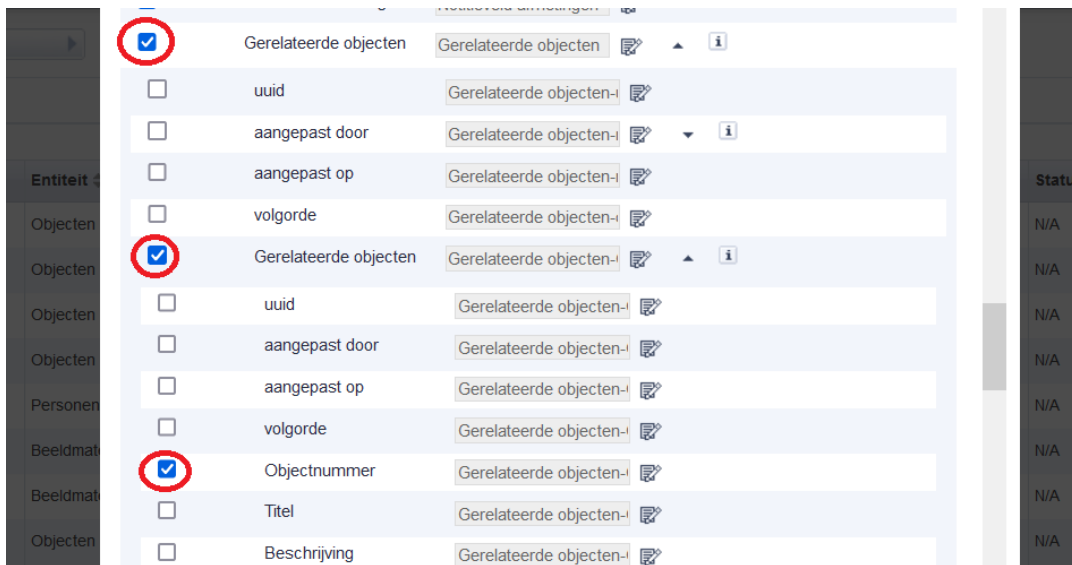 Gerelateerde objecten Gerelateerde objecten i
uuid Gerelateerde objecten-
aangepast door Gerelateerde objecten- i
Entiteit aangepast op Gerelateerde objecten- Statu
Objecten volgorde Gerelateerde objecten- N/A
Objecten Gerelateerde objecten Gerelateerde objecten- i N/A
Objecten uuid Gerelateerde objecten- N/A
Objecten aangepast door Gerelateerde objecten- N/A
Personen aangepast op Gerelateerde objecten- N/A
Beeldmat volgorde Gerelateerde objecten- N/A
Beeldmat Objectnummer Gerelateerde objecten- N/A
Titel Gerelateerde objecten-
Objecten Beschrijving Gerelateerde objecten- N/A